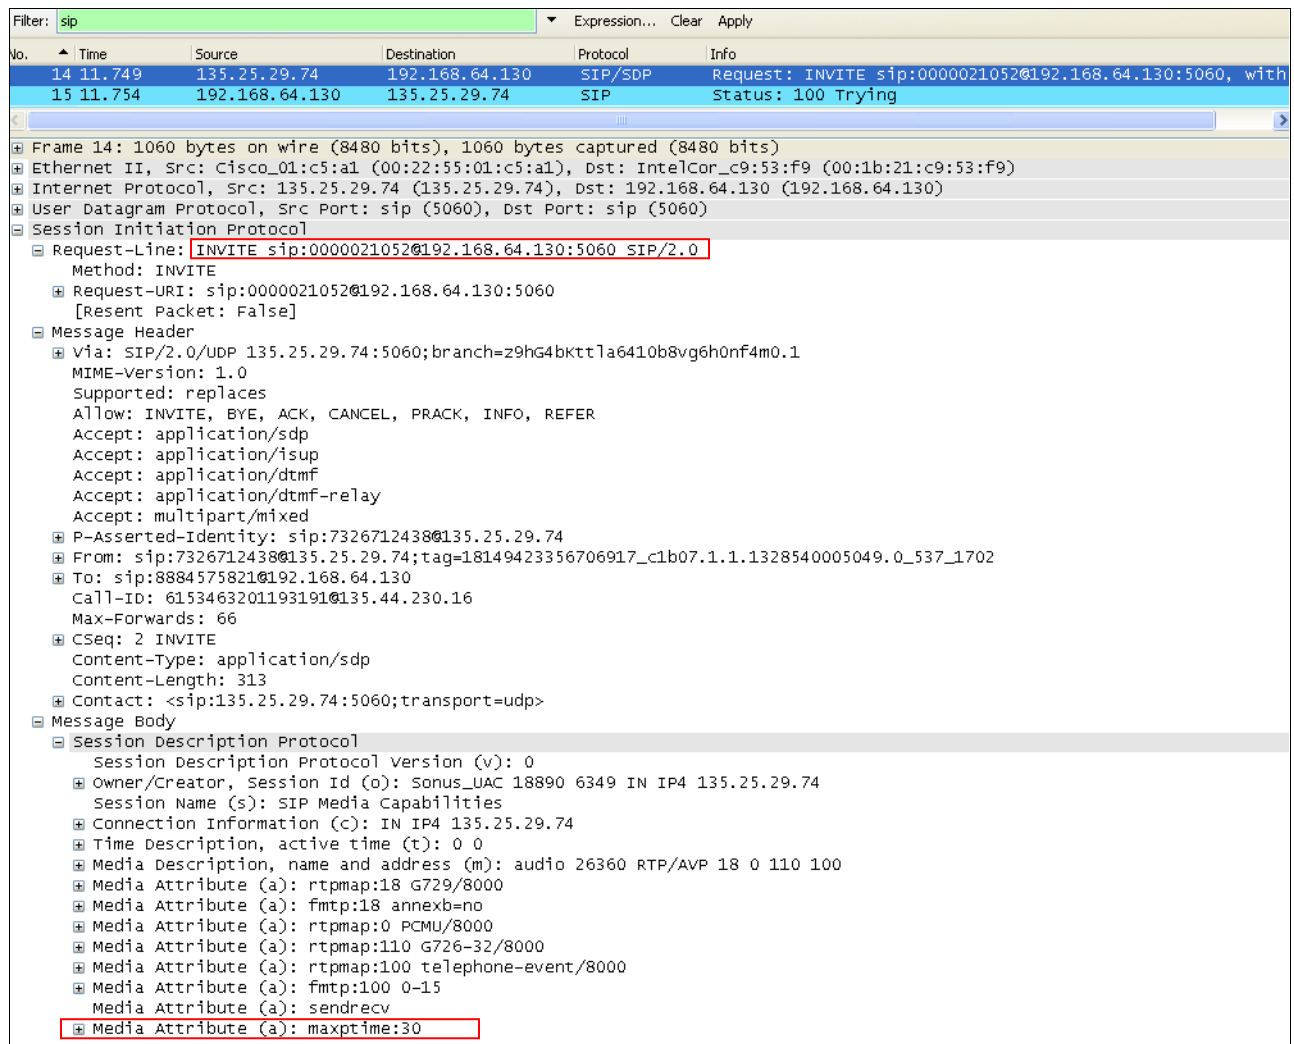 Filter: sip Expression... Clear Apply
No. Time Source Destination Protocol Info
14 11.749 135.25.29.74 192.168.64.130 SIP/SDP Request: INVITE sip:0000021052@192.168.64.130:5060, with
15 11.754 192.168.64.130 135.25.29.74 SIP Status: 100 Trying
Frame 14: 1060 bytes on wire (8480 bits), 1060 bytes captured (8480 bits)
Ethernet II, Src: Cisco_01:c5:a1 (00:22:55:01:c5:a1), Dst: IntelCor_c9:53:f9 (00:1b:21:c9:53:f9)
Internet Protocol, Src: 135.25.29.74 (135.25.29.74), Dst: 192.168.64.130 (192.168.64.130)
User Datagram Protocol, Src Port: sip (5060), Dst Port: sip (5060)
Session Initiation Protocol
Request-Line: INVITE sip:0000021052@192.168.64.130:5060 SIP/2.0
Method: INVITE
Request-URI: sip:0000021052@192.168.64.130:5060
[Resent Packet: False]
Message Header
Via: SIP/2.0/UDP 135.25.29.74:5060;branch=z9hG4bKttla6410b8vg6h0nf4m0.1
MIME-Version: 1.0
Supported: replaces
Allow: INVITE, BYE, ACK, CANCEL, PRACK, INFO, REFER
Accept: application/sdp
Accept: application/isup
Accept: application/dtmf
Accept: application/dtmf-relay
Accept: multipart/mixed
P-Asserted-Identity: sip:7326712438@135.25.29.74
From: sip:7326712438@135.25.29.74;tag=18149423356706917_c1b07.1.1.1328540005049.0_537_1702
To: sip:8884575821@192.168.64.130
Call-ID: 6153463201193191@135.44.230.16
Max-Forwards: 66
CSeq: 2 INVITE
Content-Type: application/sdp
Content-Length: 313
Contact: <sip:135.25.29.74:5060;transport=udp>
Message Body
Session Description Protocol
Session Description Protocol Version (v): 0
Owner/Creator, Session Id (o): Sonus_UAC 18890 6349 IN IP4 135.25.29.74
Session Name (s): SIP Media Capabilities
Connection Information (c): IN IP4 135.25.29.74
Time Description, active time (t): 0 0
Media Description, name and address (m): audio 26360 RTP/AVP 18 0 110 100
Media Attribute (a): rtpmap:18 G729/8000
Media Attribute (a): fmtp:18 annexb=no
Media Attribute (a): rtpmap:0 PCMU/8000
Media Attribute (a): rtpmap:110 G726-32/8000
Media Attribute (a): rtpmap:100 telephone-event/8000
Media Attribute (a): fmtp:100 0-15
Media Attribute (a): sendrecv
Media Attribute (a): maxptime:30